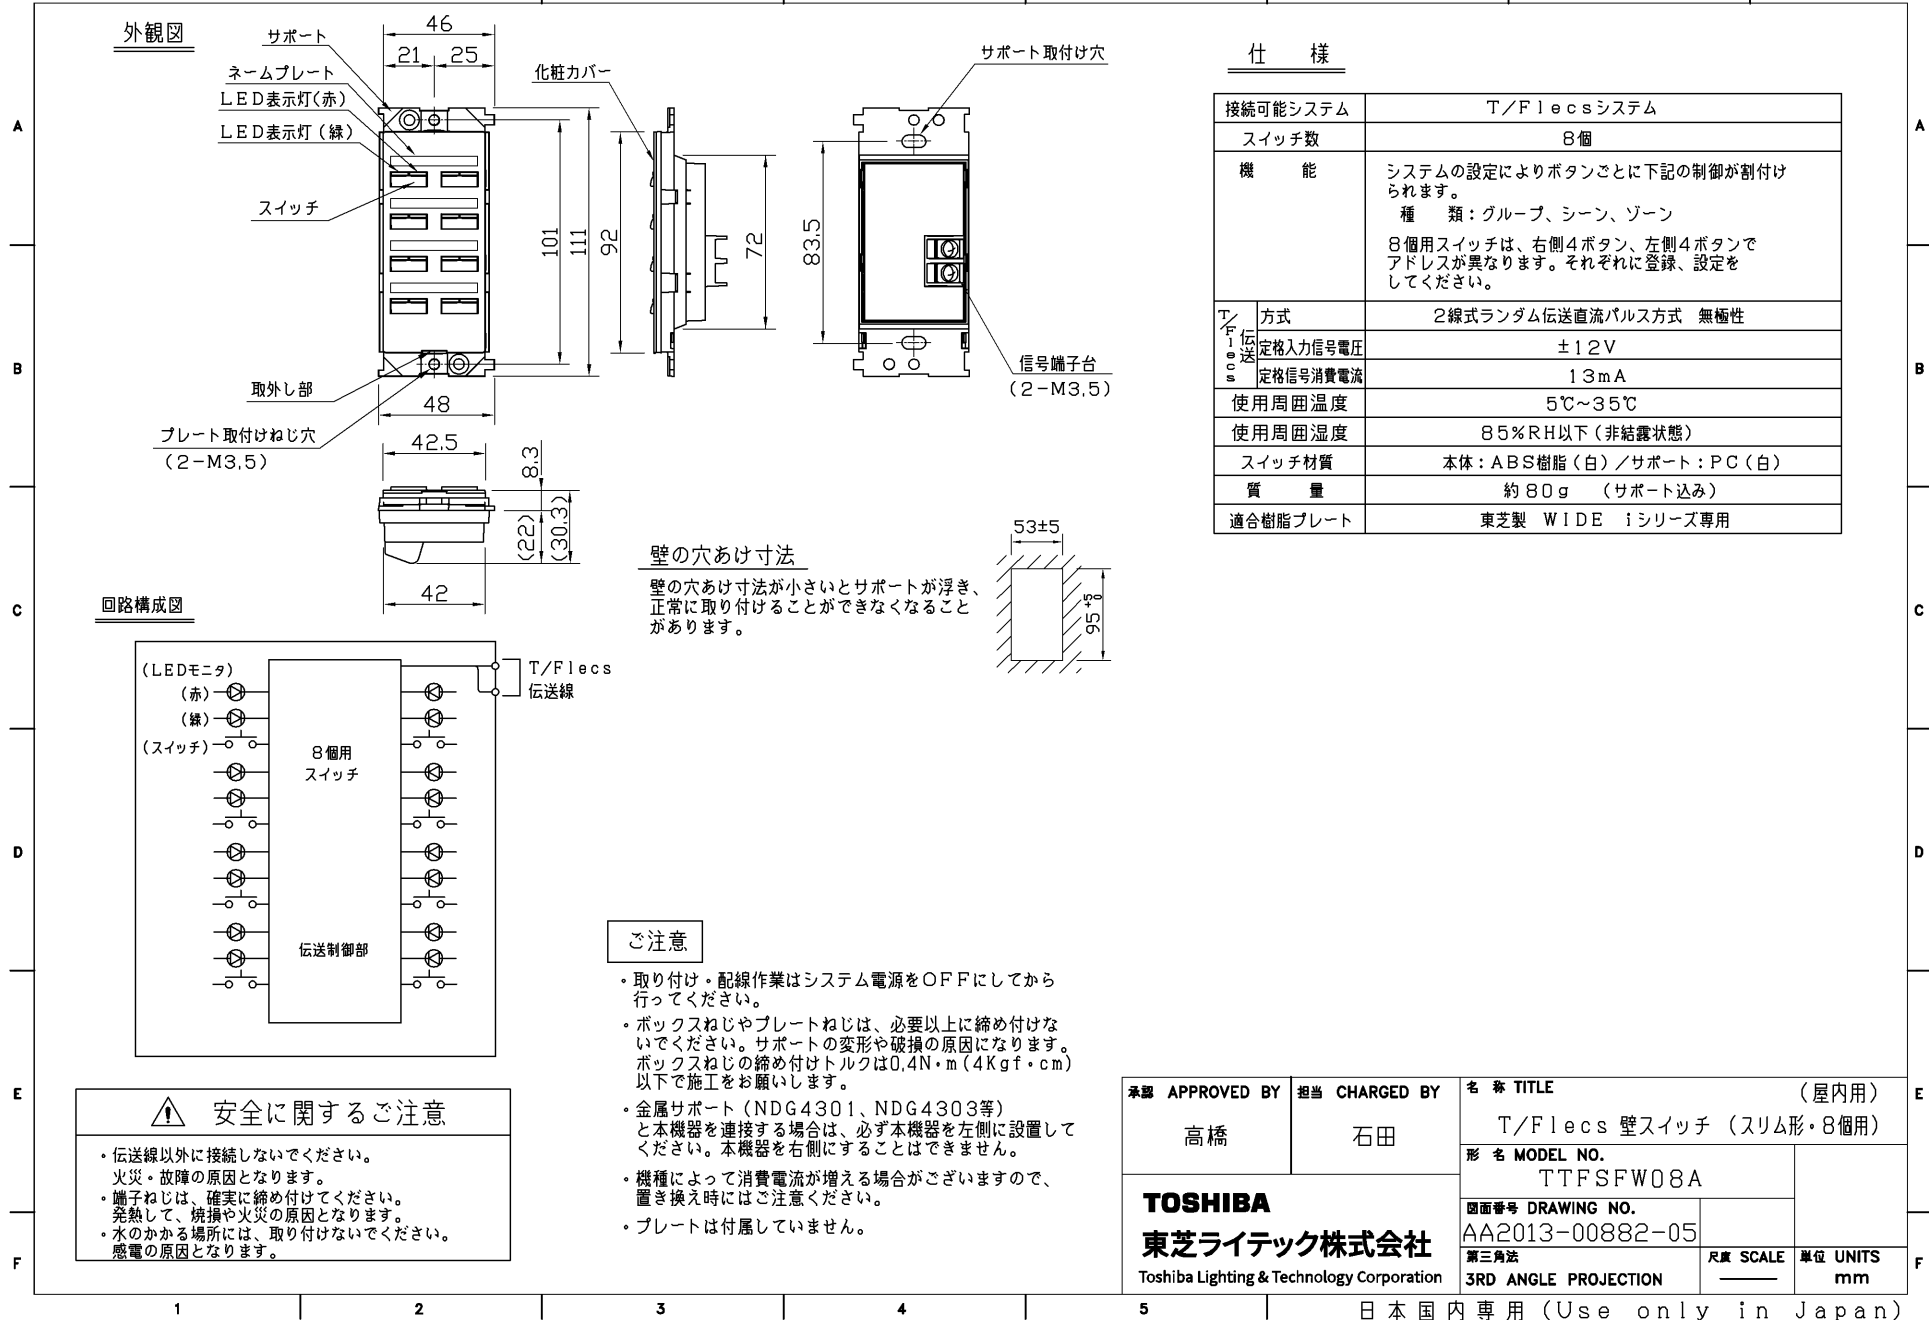 外観図
サポート
ネームプレート
LED表示灯(赤)
LED表示灯(緑)
スイッチ
取外し部
プレート取付けねじ穴
(2-M3,5)
46
21
25
101
111
48
42,5
8,3
(22)
(30,3)
42
化粧カバー
92
72
サポート取付け穴
83,5
信号端子台
(2-M3,5)
壁の穴あけ寸法
壁の穴あけ寸法が小さいとサポートが浮き、
正常に取り付けることができなくなること
があります。
53±5
95 +5 0
仕 様
接続可能システム T/Flecsシステム
スイッチ数 8個
機 能 システムの設定によりボタンごとに下記の制御が割付け
られます。
種 類:グループ、シーン、ゾーン
8個用スイッチは、右側4ボタン、左側4ボタンで
アドレスが異なります。それぞれに登録、設定を
してください。
T/Flecs伝送
方式 2線式ランダム伝送直流パルス方式 無極性
定格入力信号電圧 ±12V
定格信号消費電流 13mA
使用周囲温度 5℃~35℃
使用周囲湿度 85%RH以下(非結露状態)
スイッチ材質 本体:ABS樹脂(白)/サポート:PC(白)
質 量 約80g (サポート込み)
適合樹脂プレート 東芝製 WIDE iシリーズ専用
回路構成図
(LEDモニタ)
(赤)
(緑)
(スイッチ)
8個用
スイッチ
伝送制御部
T/Flecs
伝送線
⚠ 安全に関するご注意
・伝送線以外に接続しないでください。
火災・故障の原因となります。
・端子ねじは、確実に締め付けてください。
発熱して、焼損や火災の原因となります。
・水のかかる場所には、取り付けないでください。
感電の原因となります。
ご注意
・取り付け・配線作業はシステム電源をOFFにしてから
行ってください。
・ボックスねじやプレートねじは、必要以上に締め付けな
いでください。サポートの変形や破損の原因になります。
ボックスねじの締め付けトルクは0,4N・m(4Kgf・cm)
以下で施工をお願いします。
・金属サポート(NDG4301、NDG4303等)
と本機器を連接する場合は、必ず本機器を左側に設置して
ください。本機器を右側にすることはできません。
・機種によって消費電流が増える場合がございますので、
置き換え時にはご注意ください。
・プレートは付属していません。
承認 APPROVED BY
高橋
担当 CHARGED BY
石田
名 称 TITLE
(屋内用)
T/Flecs 壁スイッチ (スリム形・8個用)
形 名 MODEL NO.
TTFSFW08A
図面番号 DRAWING NO.
AA2013-00882-05
第三角法
3RD ANGLE PROJECTION
尺度 SCALE
単位 UNITS
mm
TOSHIBA
東芝ライテック株式会社
Toshiba Lighting & Technology Corporation
日本国内専用(Use only in Japan)
A
B
C
D
E
F
A
B
C
D
E
F
1
2
3
4
5